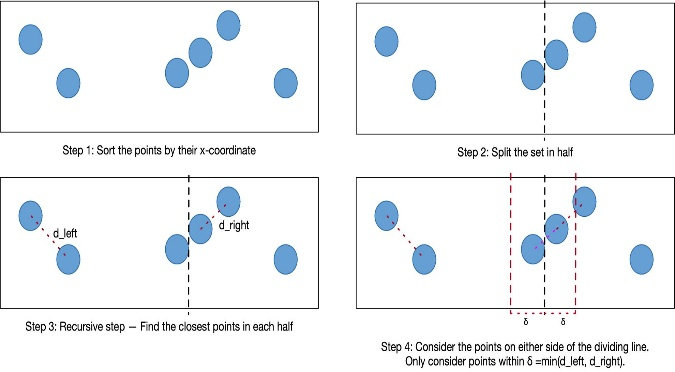 Step 1: Sort the points by their x-coordinate
Step 2: Split the set in half
d_left
d_right
Step 3: Recursive step — Find the closest points in each half
δ δ
Step 4: Consider the points on either side of the dividing line.
Only consider points within δ =min(d_left, d_right).